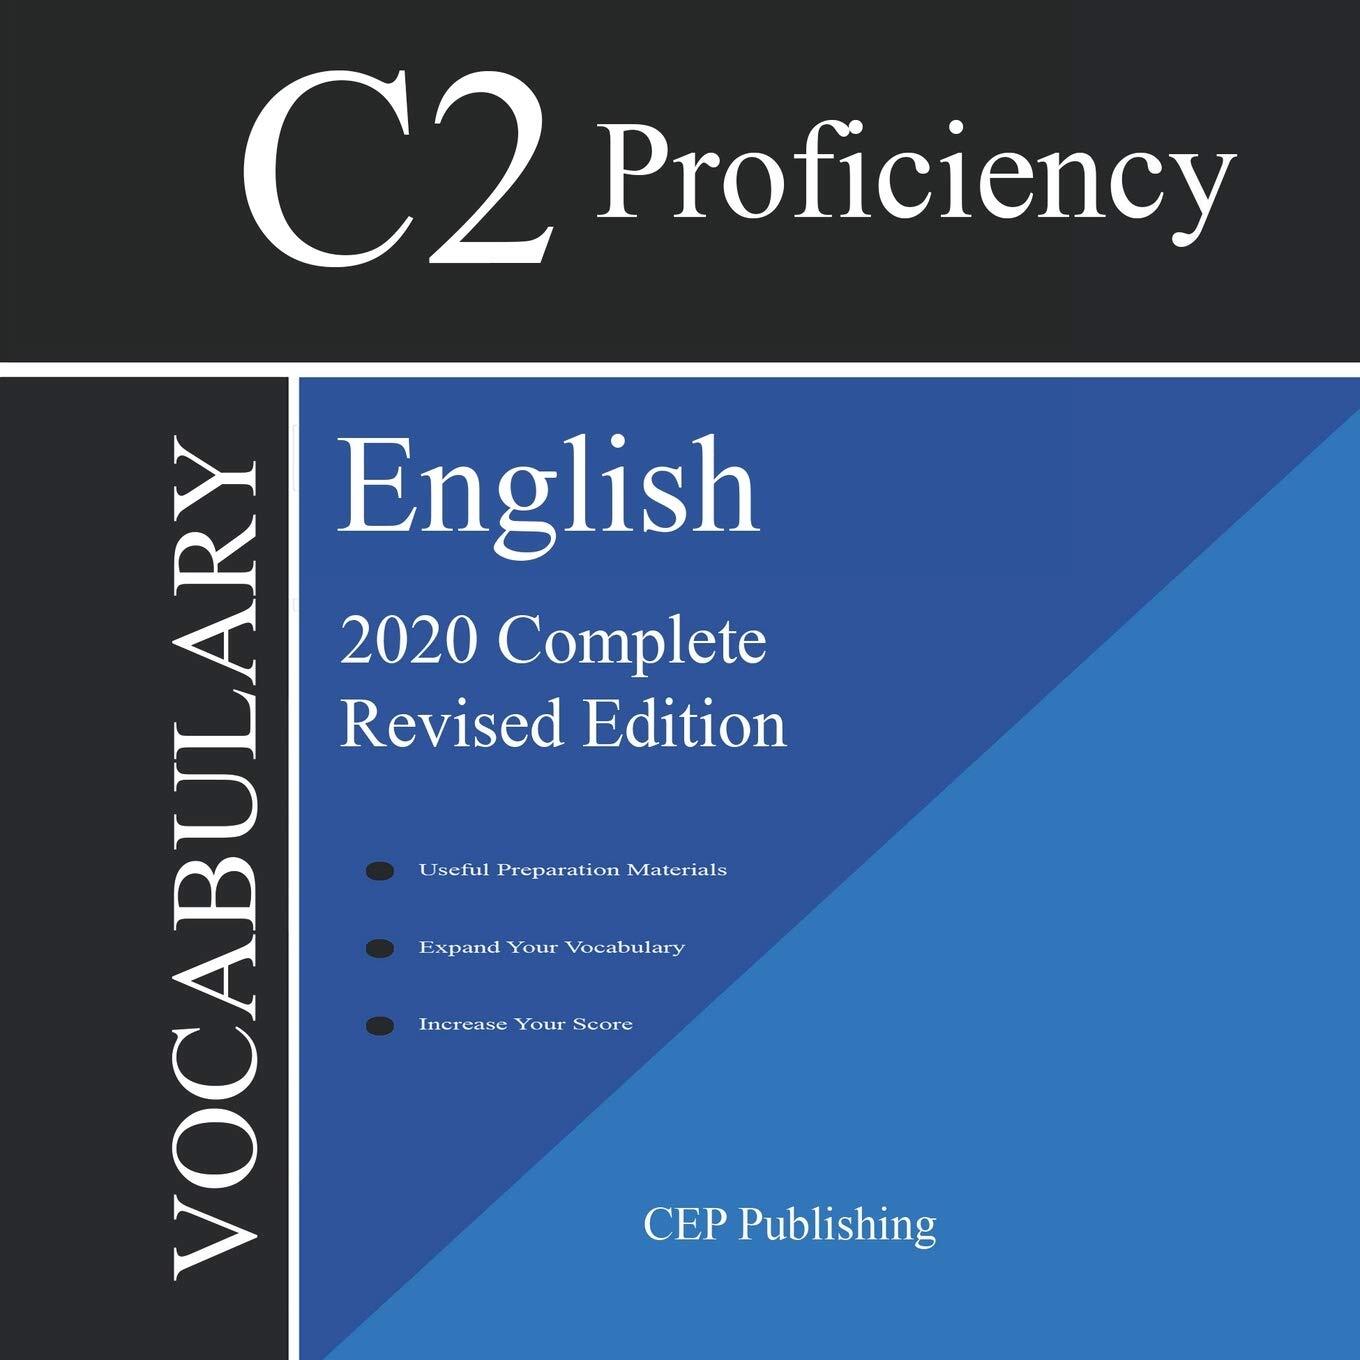 C2 Proficiency
VOCABULARY
English
2020 Complete
Revised Edition
Useful Preparation Materials
Expand Your Vocabulary
Increase Your Score
CEP Publishing